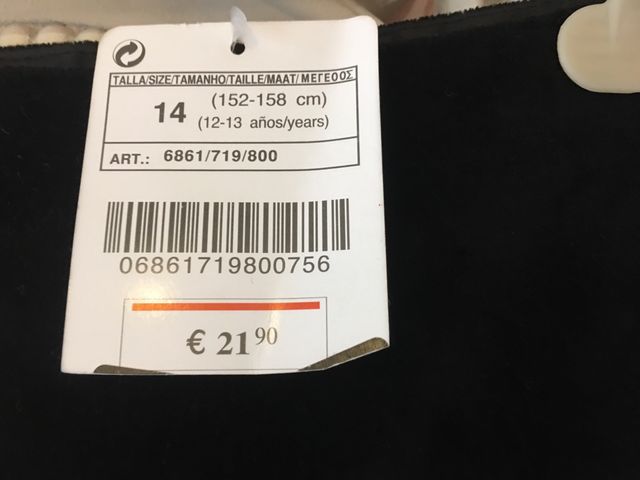 TALLA/SIZE/TAMANHO/TAILLE/MAAT/ΜΕΓΕΟΟΣ
14
(152-158 cm)
(12-13 años/years)
ART.: 6861/719/800
06861719800756
€ 21 90